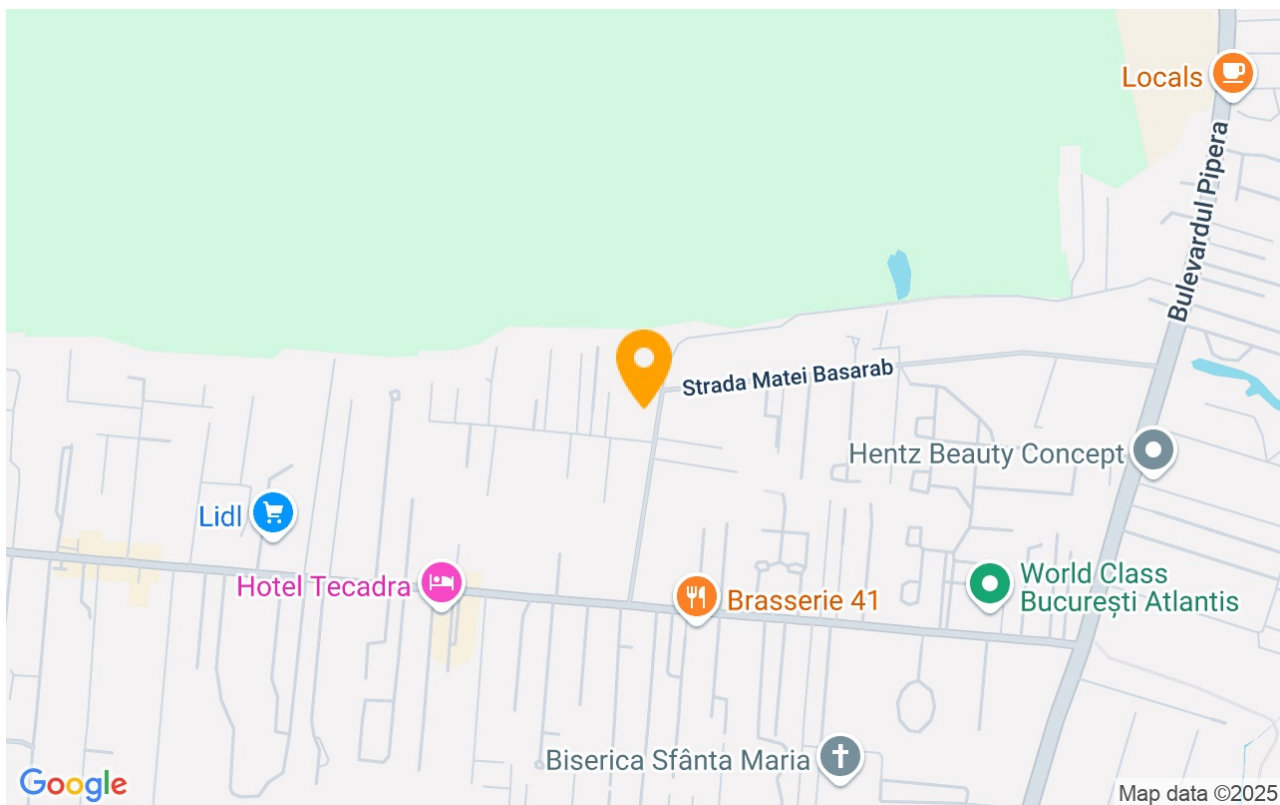 Locals
Bulevardul Pipera
Strada Matei Basarab
Hentz Beauty Concept
Lidl
Hotel Tecadra
Brasserie 41
World Class
București Atlantis
Biserica Sfânta Maria
Google
Map data ©2025